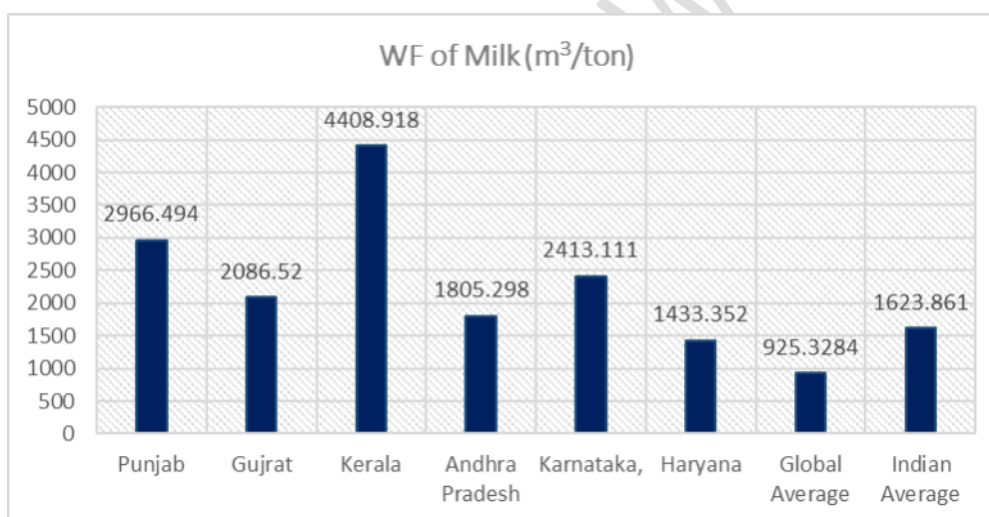 WF of Milk (m³/ton)
5000
4500
4000
3500
3000
2500
2000
1500
1000
500
0
2966.494
2086.52
4408.918
1805.298
2413.111
1433.352
925.3284
1623.861
Punjab
Gujrat
Kerala
Andhra
Pradesh
Karnataka,
Haryana
Global
Average
Indian
Average